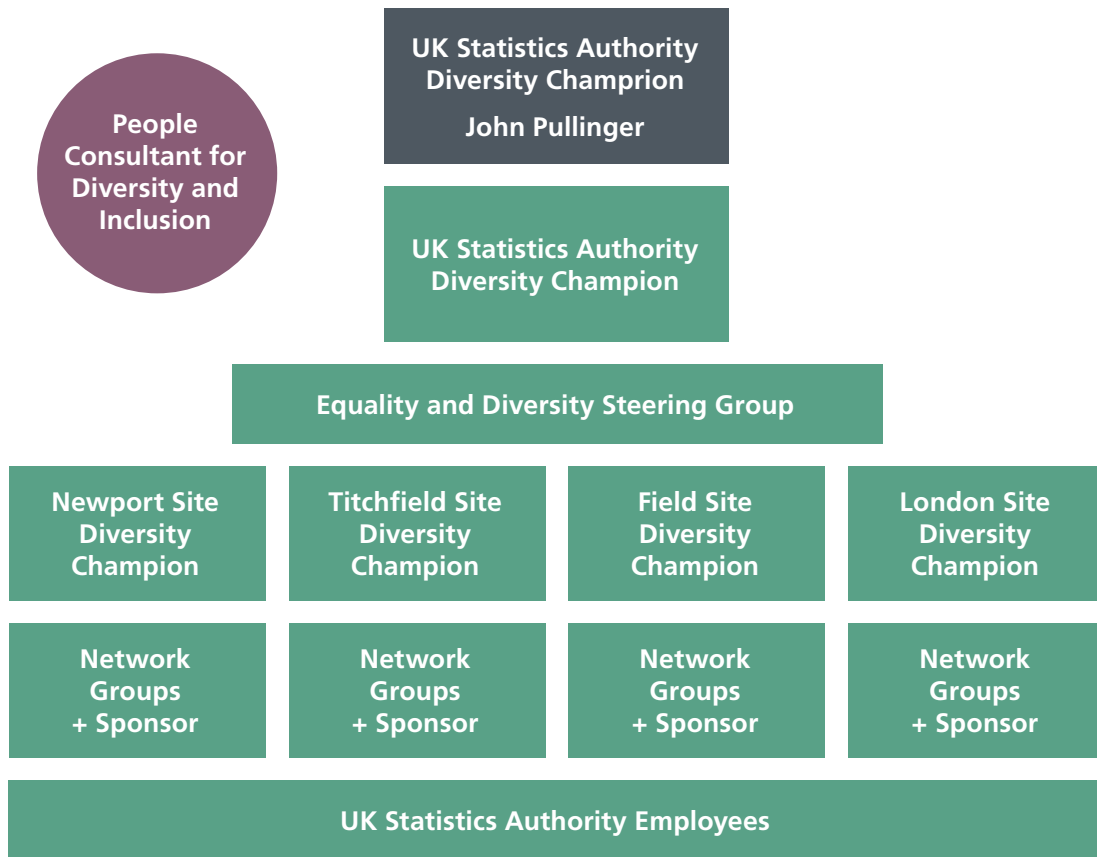 People
Consultant for
Diversity and
Inclusion
UK Statistics Authority
Diversity Champrion
John Pullinger
UK Statistics Authority
Diversity Champion
Equality and Diversity Steering Group
Newport Site
Diversity
Champion
Titchfield Site
Diversity
Champion
Field Site
Diversity
Champion
London Site
Diversity
Champion
Network
Groups
+ Sponsor
Network
Groups
+ Sponsor
Network
Groups
+ Sponsor
Network
Groups
+ Sponsor
UK Statistics Authority Employees